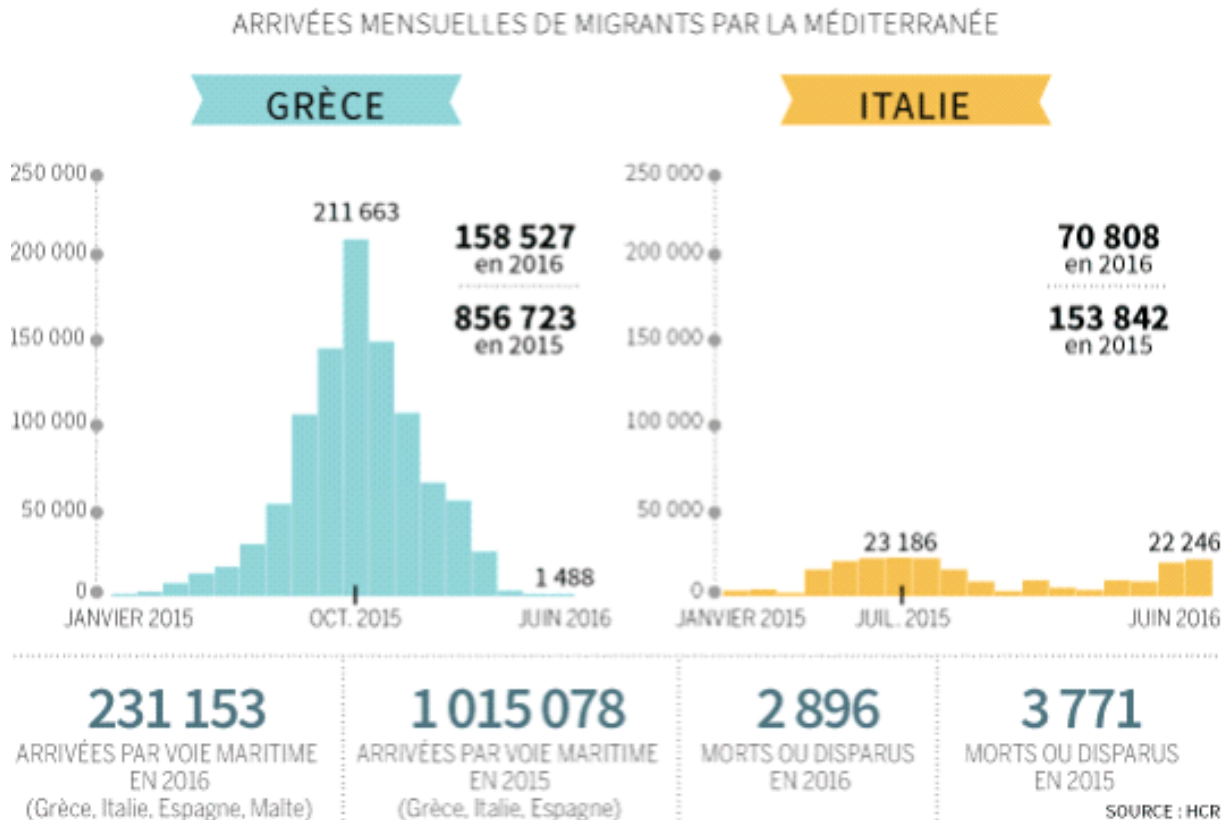 ARRIVÉES MENSUELLES DE MIGRANTS PAR LA MÉDITERRANÉE
GRÈCE
250 000
200 000
150 000
100 000
50 000
0
211 663
158 527
en 2016
856 723
en 2015
1 488
JANVIER 2015
OCT. 2015
JUIN 2016
ITALIE
250 000
200 000
150 000
100 000
50 000
0
70 808
en 2016
153 842
en 2015
23 186
22 246
JANVIER 2015
JUIL. 2015
JUIN 2016
231 153
ARRIVÉES PAR VOIE MARITIME
EN 2016
(Grèce, Italie, Espagne, Malte)
1 015 078
ARRIVÉES PAR VOIE MARITIME
EN 2015
(Grèce, Italie, Espagne)
2 896
MORTS OU DISPARUS
EN 2016
3 771
MORTS OU DISPARUS
EN 2015
SOURCE : HCR